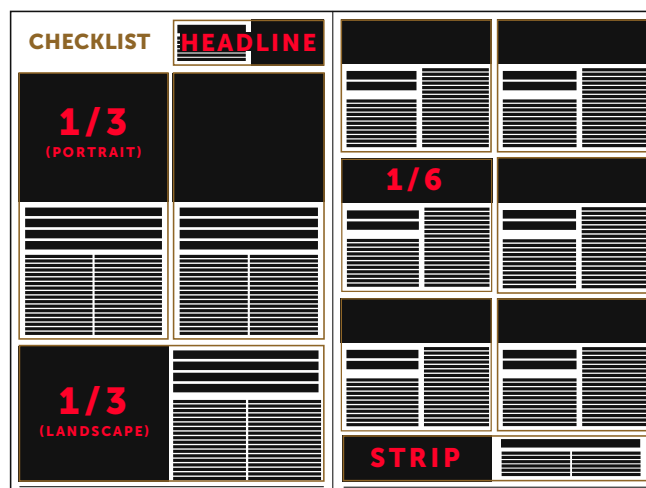 CHECKLIST
HEADLINE
1/3
(PORTRAIT)
1/3
(LANDSCAPE)
1/6
STRIP